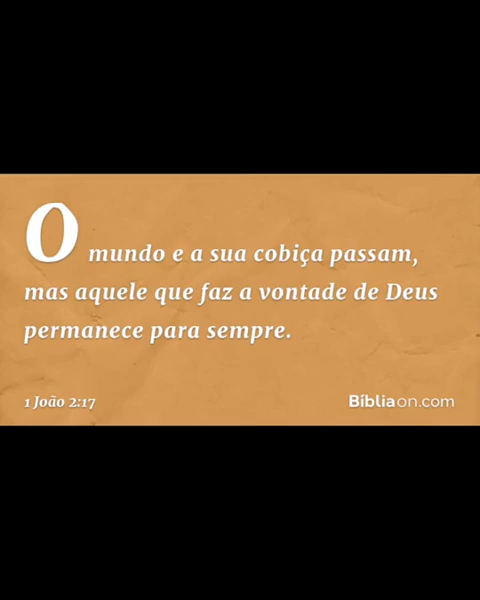 O mundo e a sua cobiça passam,
mas aquele que faz a vontade de Deus
permanece para sempre.
1 João 2:17
Bíbliaon.com